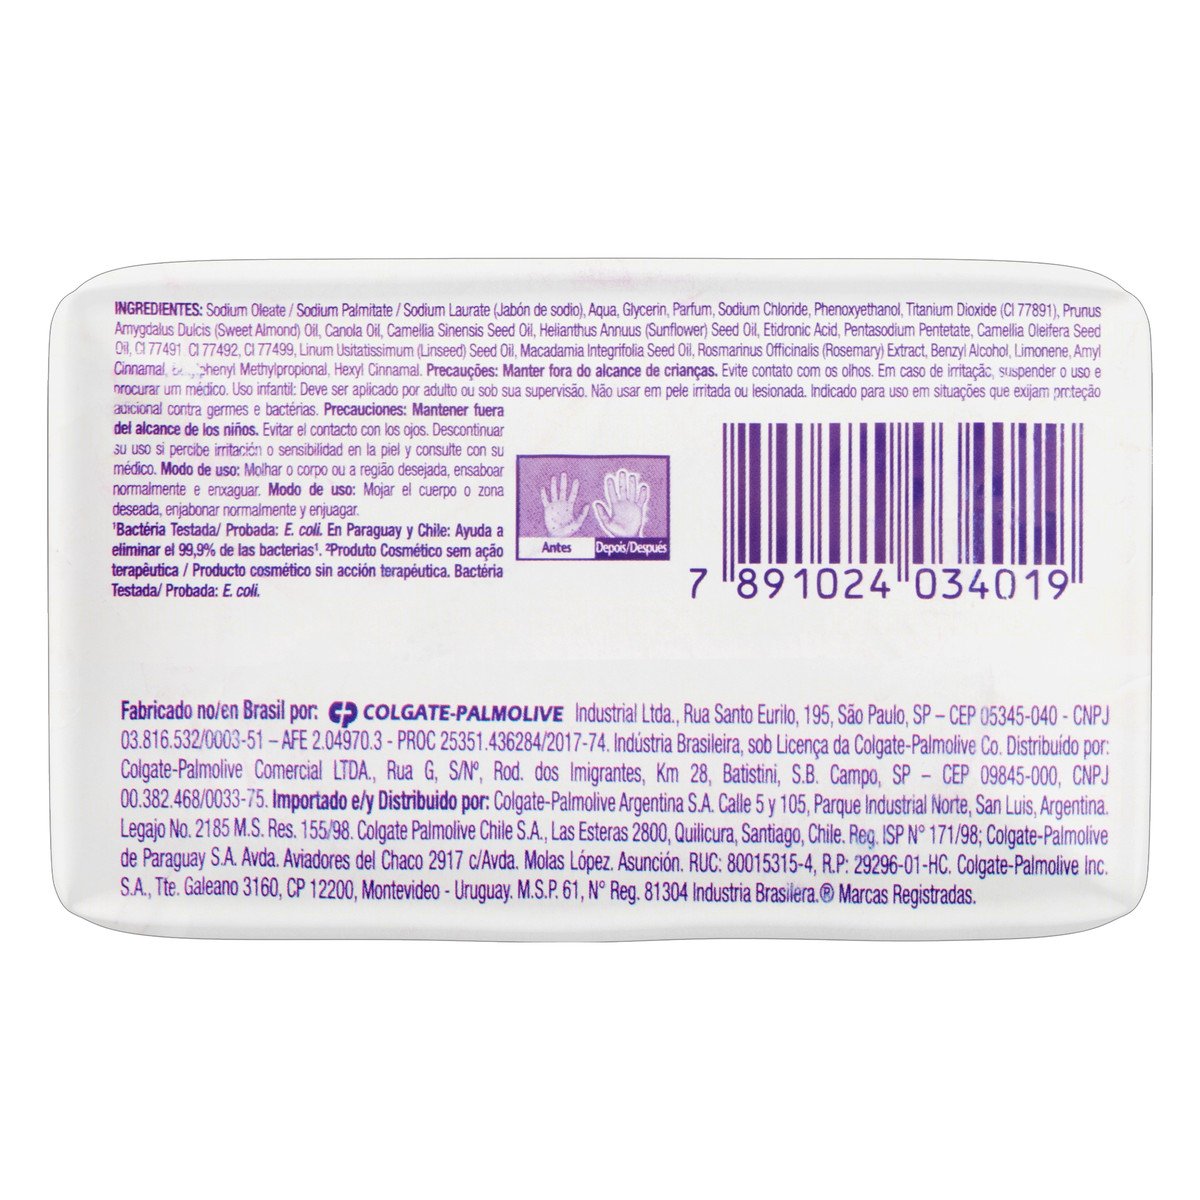 INGREDIENTES: Sodium Oleate / Sodium Palmitate / Sodium Laurate (Jabón de sodio), Aqua, Glycerin, Parfum, Sodium Chloride, Phenoxyethanol, Titanium Dioxide (CI 77891), Prunus
Amygdalus Dulcis (Sweet Almond) Oil, Canola Oil, Camellia Sinensis Seed Oil, Helianthus Annuus (Sunflower) Seed Oil, Etidronic Acid, Pentasodium Pentetate, Camellia Oleifera Seed
Oil, CI 77491, CI 77492, CI 77499, Linum Usitatissimum (Linseed) Seed Oil, Macadamia Integrifolia Seed Oil, Rosmarinus Officinalis (Rosemary) Extract, Benzyl Alcohol, Limonene, Amyl
Cinnamal, Methylpropional, Hexyl Cinnamal. Precauções: Manter fora do alcance de crianças. Evite contato com os olhos. Em caso de irritação, suspender o uso e
procurar um médico. Uso infantil: Deve ser aplicado por adulto ou sob sua supervisão. Não usar em pele irritada ou lesionada. Indicado para uso em situações que exijam proteção
adicional contra germes e bactérias. Precauciones: Mantener fuera
del alcance de los niños. Evitar el contacto con los ojos. Descontinuar
su uso si percibe irritación o sensibilidad en la piel y consulte con su
médico. Modo de uso: Molhar o corpo ou a região desejada, ensaboar
normalmente e enxaguar. Modo de uso: Mojar el cuerpo o zona
deseada, enjabonar normalmente y enjuagar.
¹Bactéria Testada/ Probada: E. coli. En Paraguay y Chile: Ayuda a
eliminar el 99,9% de las bacterias¹. ²Produto Cosmético sem ação
terapêutica / Producto cosmético sin acción terapéutica. Bactéria
Testada/ Probada: E. coli.
Antes Depois/Después
7 891024 034019
Fabricado no/en Brasil por: COLGATE-PALMOLIVE Industrial Ltda., Rua Santo Eurilo, 195, São Paulo, SP – CEP 05345-040 - CNPJ
03.816.532/0003-51 – AFE 2.04970.3 - PROC 25351.436284/2017-74. Indústria Brasileira, sob Licença da Colgate-Palmolive Co. Distribuído por:
Colgate-Palmolive Comercial LTDA., Rua G, S/Nº, Rod. dos Imigrantes, Km 28, Batistini, S.B. Campo, SP – CEP 09845-000, CNPJ
00.382.468/0033-75. Importado e/y Distribuido por: Colgate-Palmolive Argentina S.A. Calle 5 y 105, Parque Industrial Norte, San Luis, Argentina.
Legajo No. 2185 M.S. Res. 155/98. Colgate Palmolive Chile S.A., Las Esteras 2800, Quilicura, Santiago, Chile. Reg. ISP N° 171/98; Colgate-Palmolive
de Paraguay S.A. Avda. Aviadores del Chaco 2917 c/Avda. Molas López. Asunción. RUC: 80015315-4, R.P: 29296-01-HC. Colgate-Palmolive Inc.
S.A., Tte. Galeano 3160, CP 12200, Montevideo - Uruguay. M.S.P. 61, N° Reg. 81304 Industria Brasilera.® Marcas Registradas.